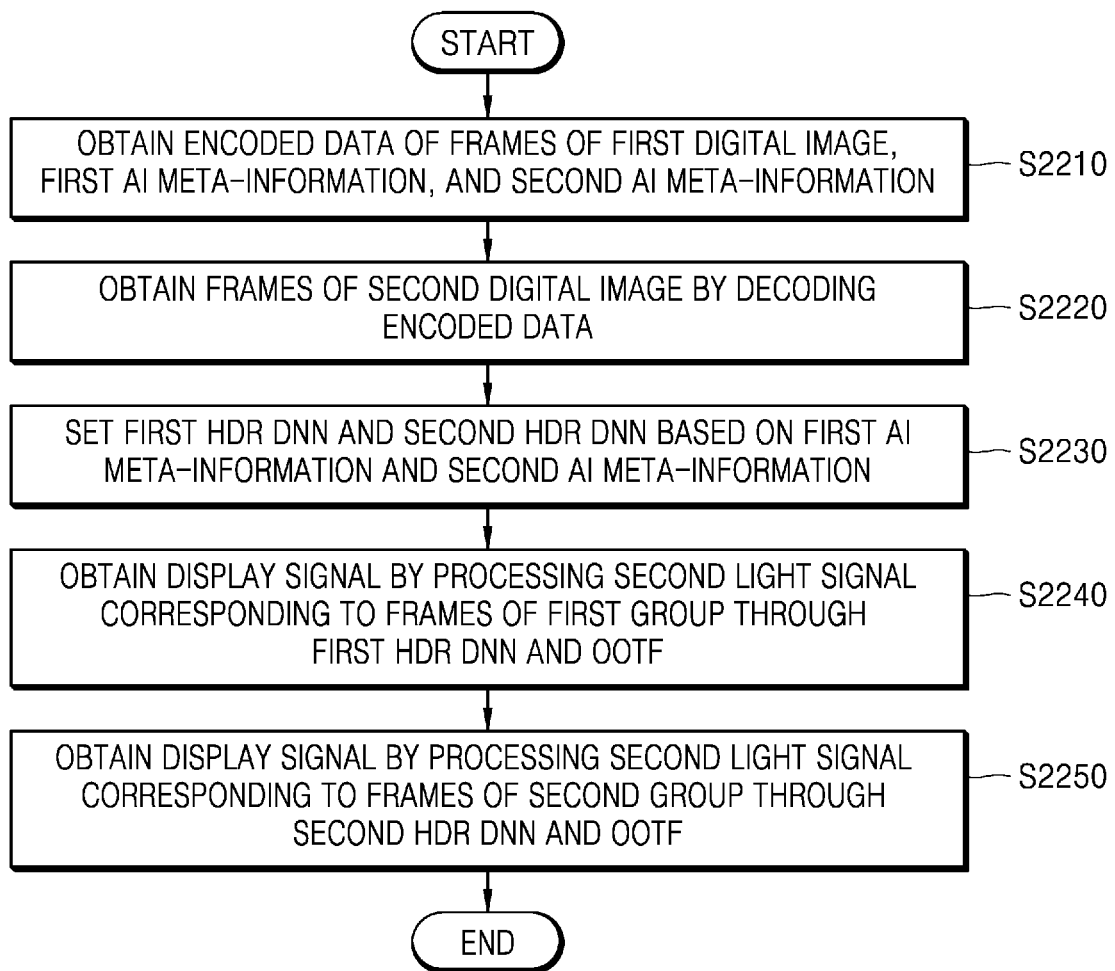 START
OBTAIN ENCODED DATA OF FRAMES OF FIRST DIGITAL IMAGE,
FIRST AI META-INFORMATION, AND SECOND AI META-INFORMATION
S2210
OBTAIN FRAMES OF SECOND DIGITAL IMAGE BY DECODING
ENCODED DATA
S2220
SET FIRST HDR DNN AND SECOND HDR DNN BASED ON FIRST AI
META-INFORMATION AND SECOND AI META-INFORMATION
S2230
OBTAIN DISPLAY SIGNAL BY PROCESSING SECOND LIGHT SIGNAL
CORRESPONDING TO FRAMES OF FIRST GROUP THROUGH
FIRST HDR DNN AND OOTF
S2240
OBTAIN DISPLAY SIGNAL BY PROCESSING SECOND LIGHT SIGNAL
CORRESPONDING TO FRAMES OF SECOND GROUP THROUGH
SECOND HDR DNN AND OOTF
S2250
END